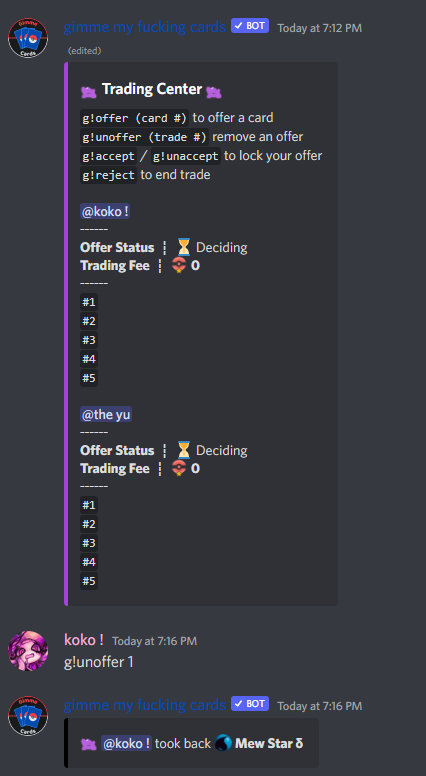 gimme my fucking cards ✓ BOT Today at 7:12 PM
(edited)
Trading Center
g!offer (card #) to offer a card
g!unoffer (trade #) remove an offer
g!accept / g!unaccept to lock your offer
g!reject to end trade
@koko !
------
Offer Status ┆ ⏳ Deciding
Trading Fee ┆ 0
------
#1
#2
#3
#4
#5
@the yu
------
Offer Status ┆ ⏳ Deciding
Trading Fee ┆ 0
------
#1
#2
#3
#4
#5
koko ! Today at 7:16 PM
g!unoffer 1
gimme my fucking cards ✓ BOT Today at 7:16 PM
@koko ! took back Mew Star δ
Gimme
Cards
Gimme
Cards